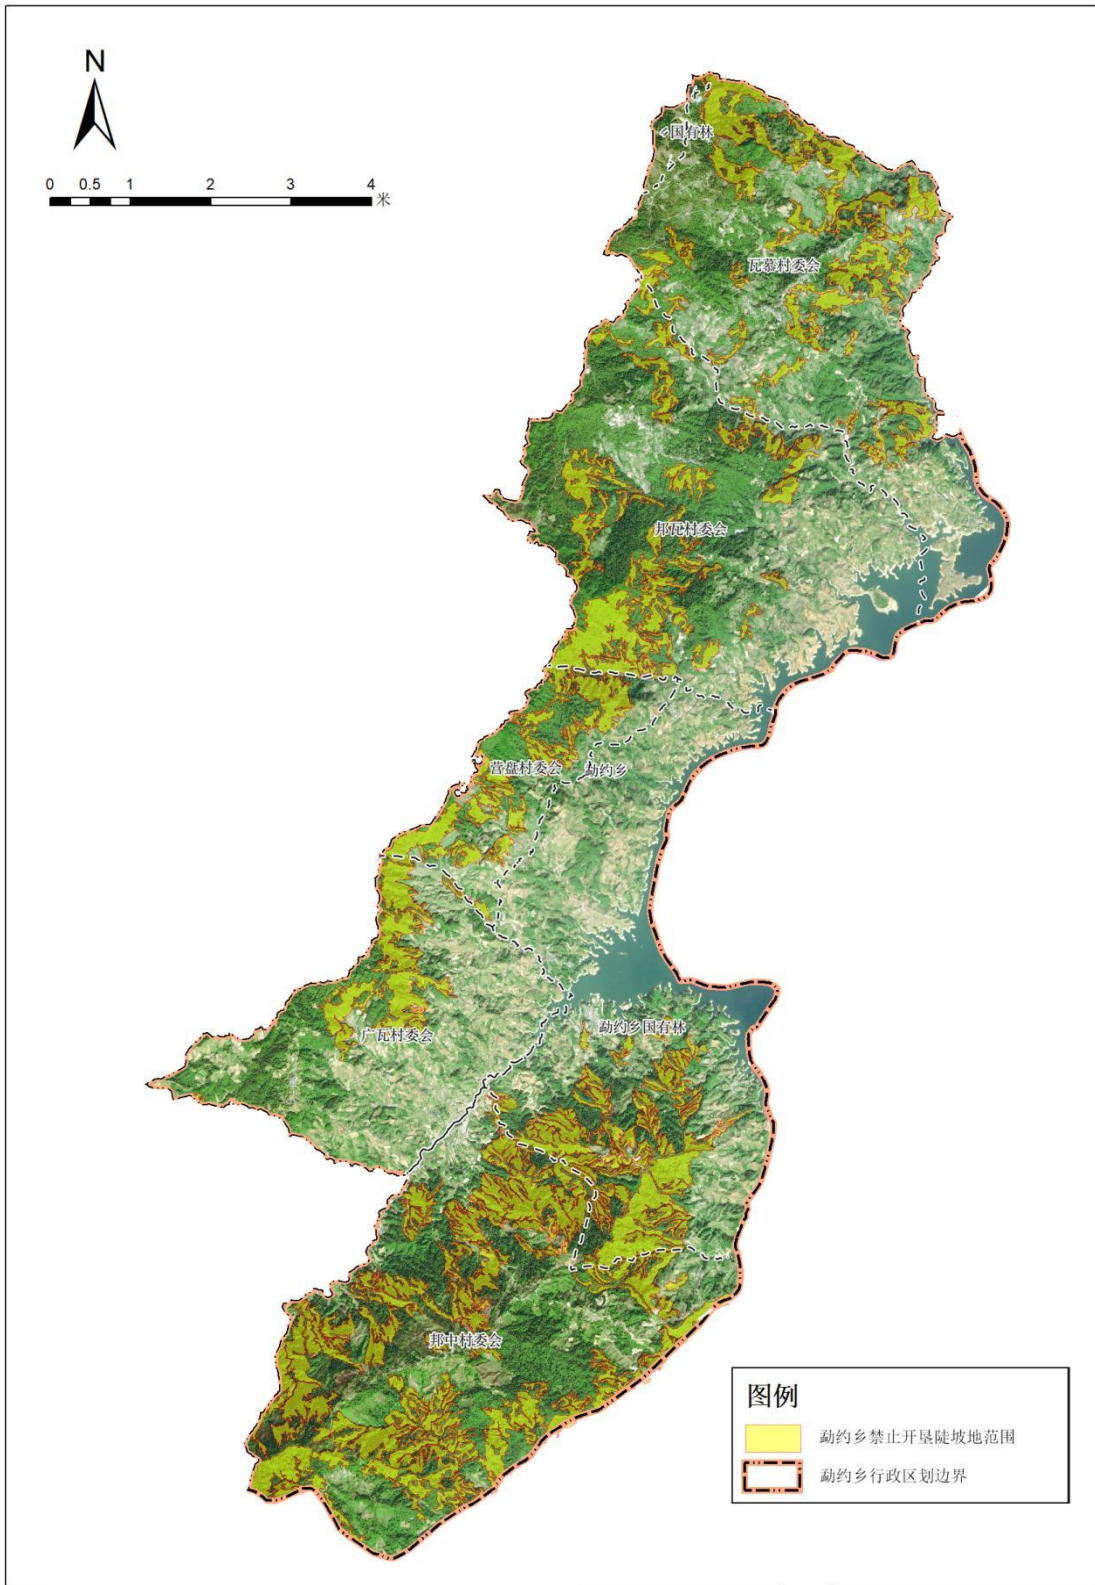 N
0 0.5 1 2 3 4
米
国有林
瓦慕村委会
邦瓦村委会
营盘村委会
勐约乡
勐约乡国有林
广瓦村委会
邦中村委会
图例
勐约乡禁止开垦陡坡地范围
勐约乡行政区划边界